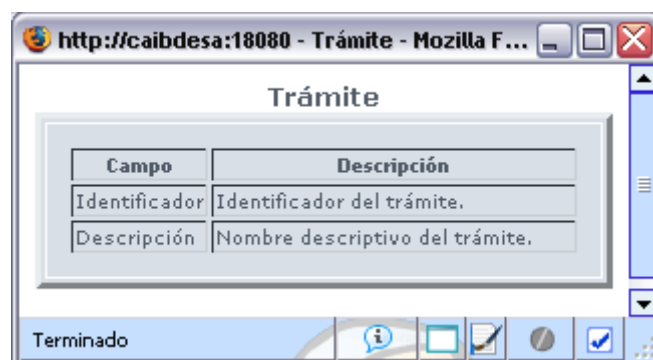 http://caibdesa:18080 - Trámite - Mozilla F...
Trámite
Campo Descripción
Identificador Identificador del trámite.
Descripción Nombre descriptivo del trámite.
Terminado